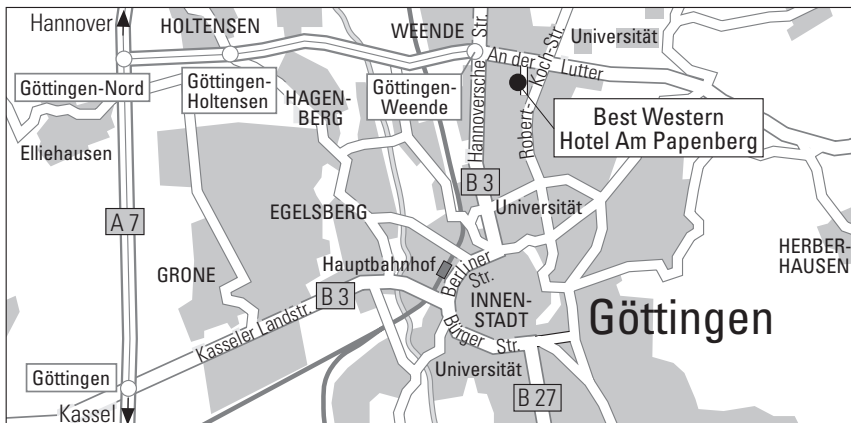 Hannover
HOLTENSEN
WEENDE
Hannoversche Str.
An der Lutter
Robert-Koch-Str.
Universität
Göttingen-Nord
Göttingen-
Holtensen
HAGEN-
BERG
Göttingen-
Weende
Best Western
Hotel Am Papenberg
Elliehausen
B 3
A 7
EGELSBERG
Universität
HERBER-
HAUSEN
GRONE
Hauptbahnhof
Berliner
Str.
B 3
INNEN-
STADT
Göttingen
Kasseler Landstr.
Bürger Str.
Göttingen
Universität
B 27
Kassel